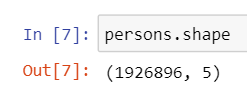 In [7]: persons.shape
Out[7]: (1926896, 5)